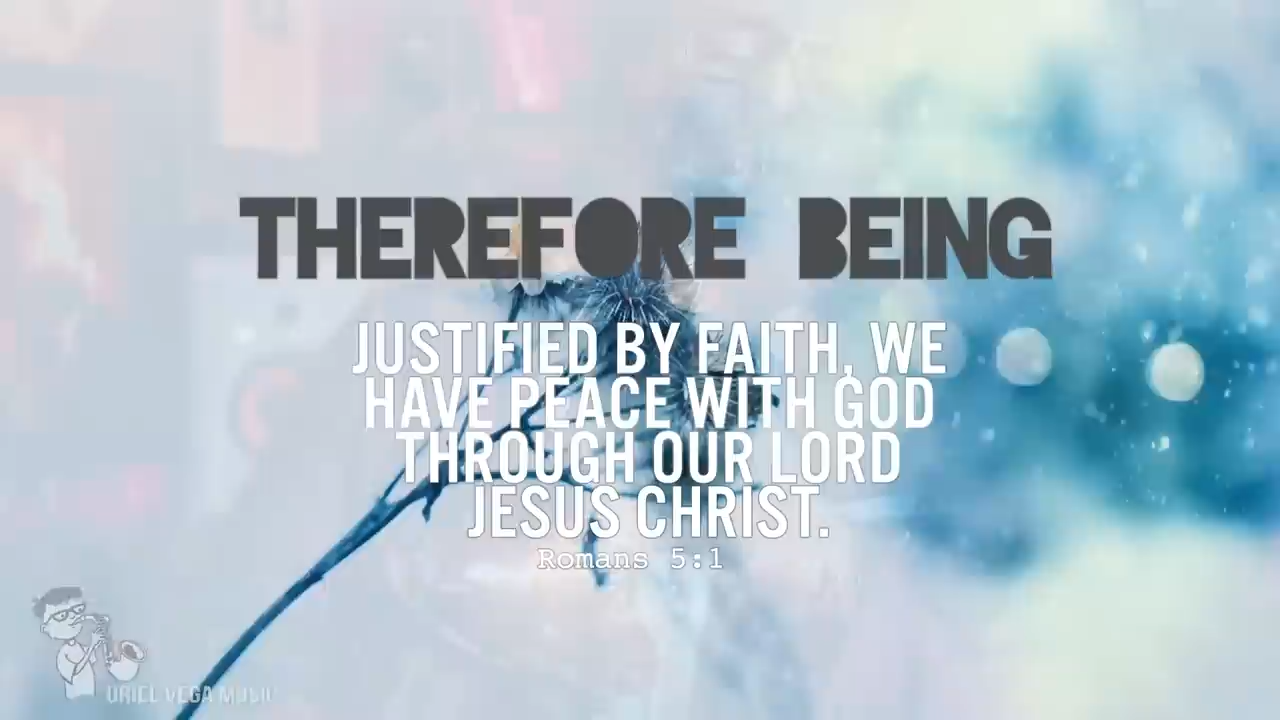 THEREFORE BEING
JUSTIFIED BY FAITH, WE
HAVE PEACE WITH GOD
THROUGH OUR LORD
JESUS CHRIST.
Romans 5:1
URIEL VEGA MUSIC